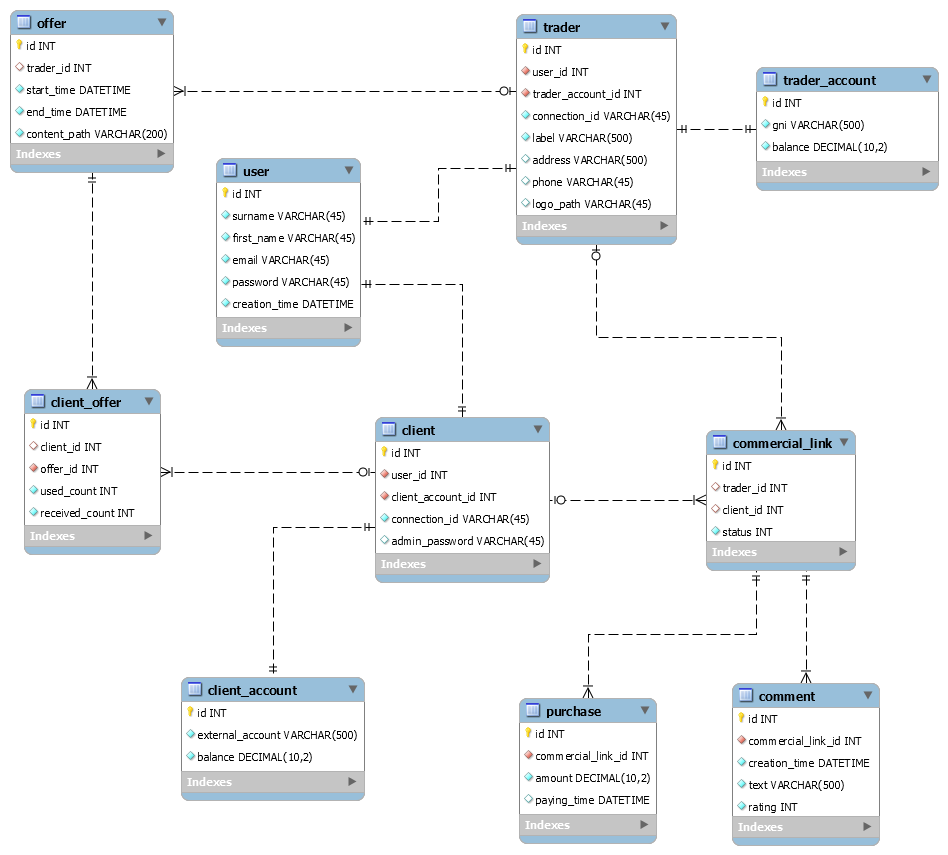 offer
id INT
trader_id INT
start_time DATETIME
end_time DATETIME
content_path VARCHAR(200)
Indexes
trader
id INT
user_id INT
trader_account_id INT
connection_id VARCHAR(45)
label VARCHAR(500)
address VARCHAR(500)
phone VARCHAR(45)
logo_path VARCHAR(45)
Indexes
trader_account
id INT
gni VARCHAR(500)
balance DECIMAL(10,2)
Indexes
user
id INT
surname VARCHAR(45)
first_name VARCHAR(45)
email VARCHAR(45)
password VARCHAR(45)
creation_time DATETIME
Indexes
client_offer
id INT
client_id INT
offer_id INT
used_count INT
received_count INT
Indexes
client
id INT
user_id INT
client_account_id INT
connection_id VARCHAR(45)
admin_password VARCHAR(45)
Indexes
commercial_link
id INT
trader_id INT
client_id INT
status INT
Indexes
client_account
id INT
external_account VARCHAR(500)
balance DECIMAL(10,2)
Indexes
purchase
id INT
commercial_link_id INT
amount DECIMAL(10,2)
paying_time DATETIME
Indexes
comment
id INT
commercial_link_id INT
creation_time DATETIME
text VARCHAR(500)
rating INT
Indexes